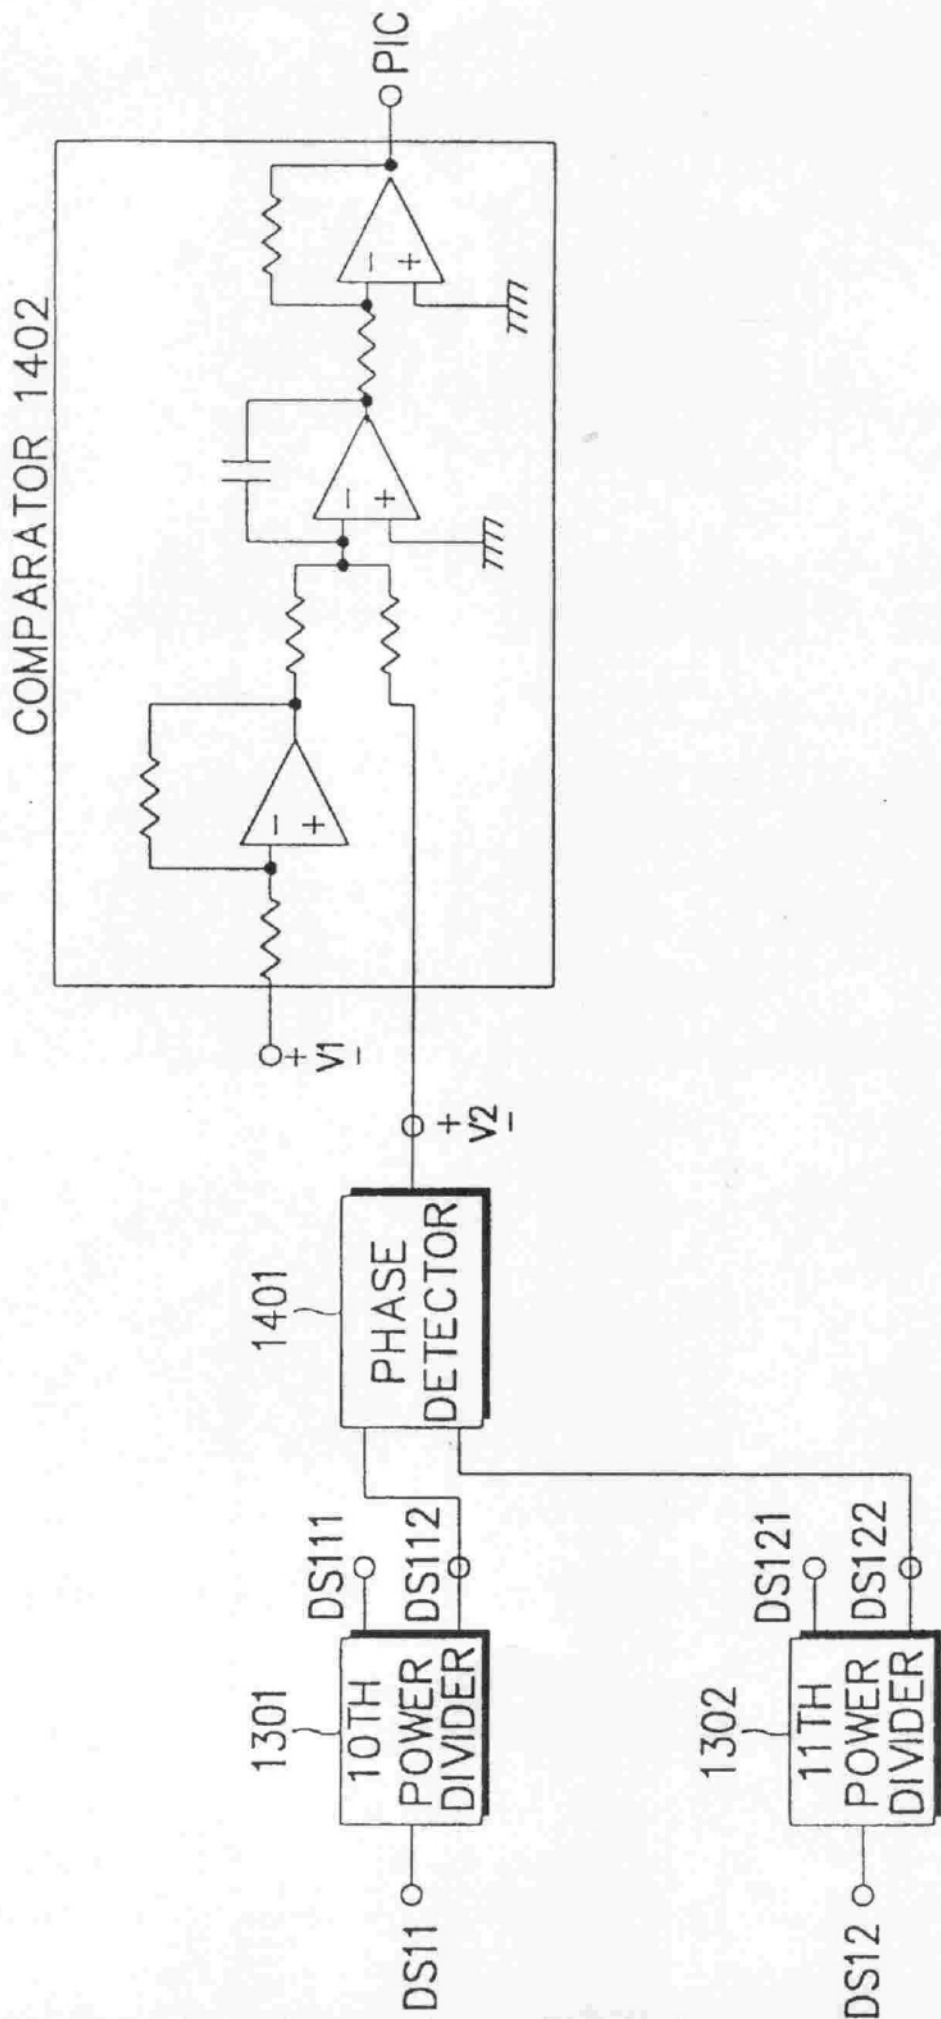 COMPARATOR 1402
PIC
−
+
−
+
−
+
+
V1
−
+
V2
−
1401
PHASE
DETECTOR
DS111
DS112
1301
10TH
POWER
DIVIDER
DS11
DS121
DS122
1302
11TH
POWER
DIVIDER
DS12